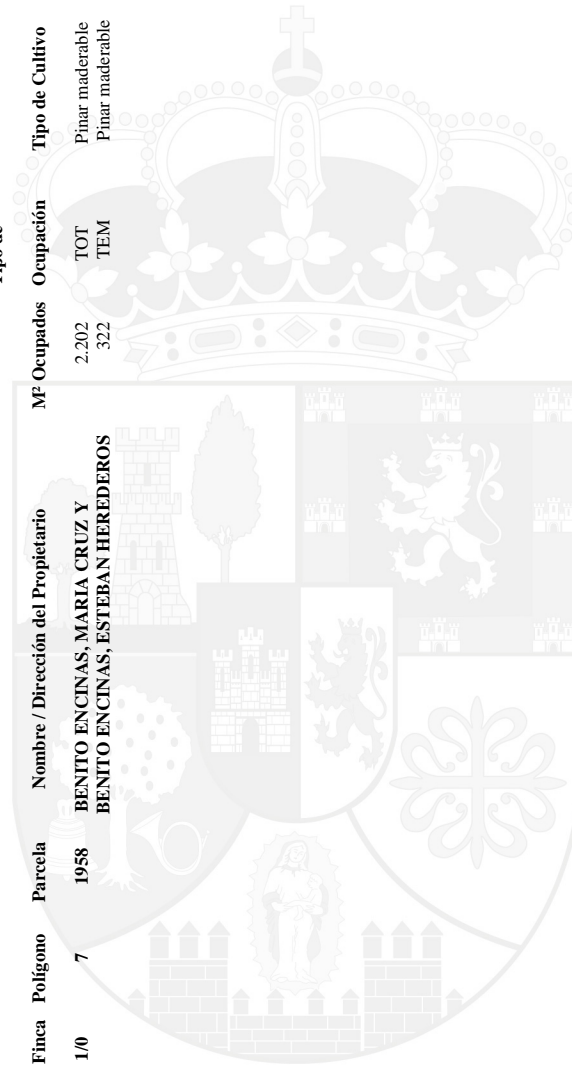 Tipo de
Finca Polígono Parcela Nombre / Dirección del Propietario M² Ocupados Ocupación Tipo de Cultivo
1/0 7 1958 BENITO ENCINAS, MARIA CRUZ Y 2.202 TOT Pinar maderable
BENITO ENCINAS, ESTEBAN HEREDEROS 322 TEM Pinar maderable